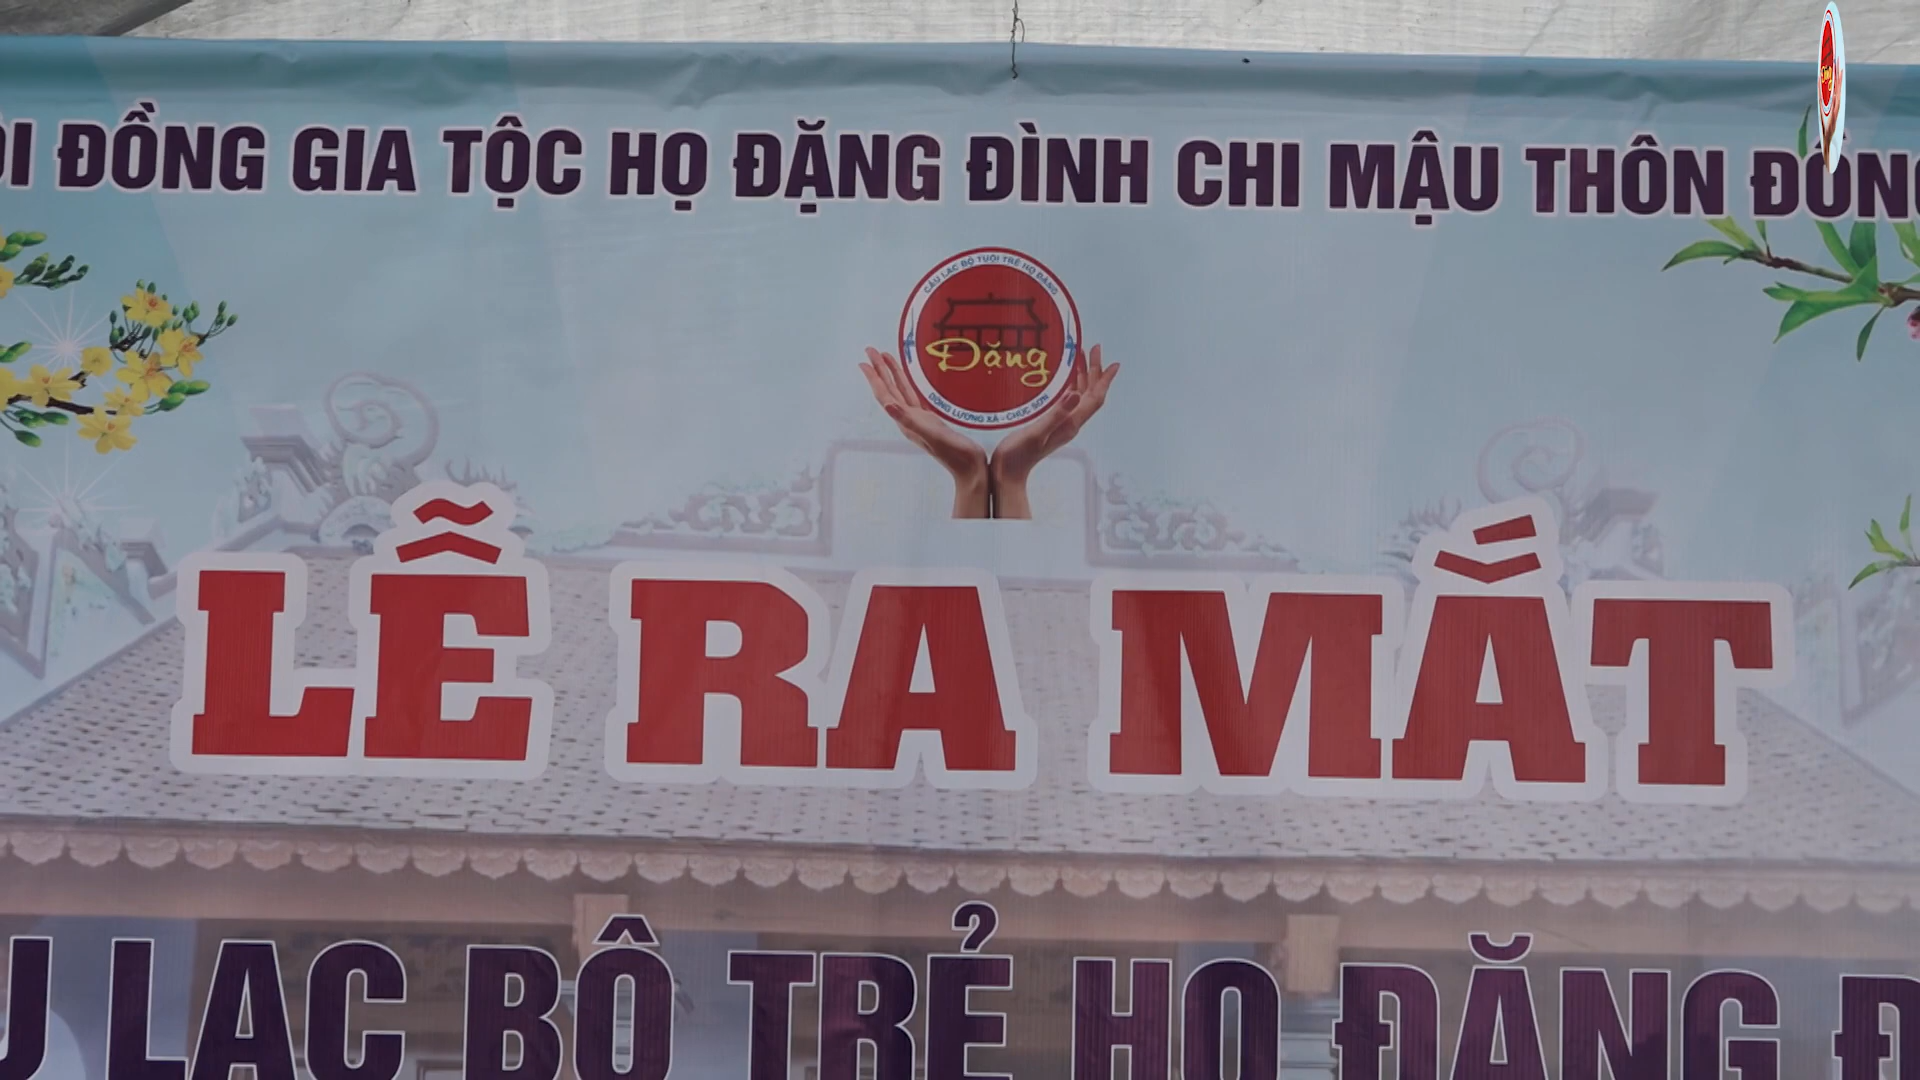 ĐỒNG GIA TỘC HỌ ĐẶNG ĐÌNH CHI MẬU THÔN
CÂU LẠC BỘ TUỔI TRẺ HỌ ĐẶNG
Đặng
ĐỒNG LƯƠNG XÁ - CHÚC SƠN
LỄ RA MẮT
LẠC BỘ TRẺ HỌ ĐẶNG
Đặng